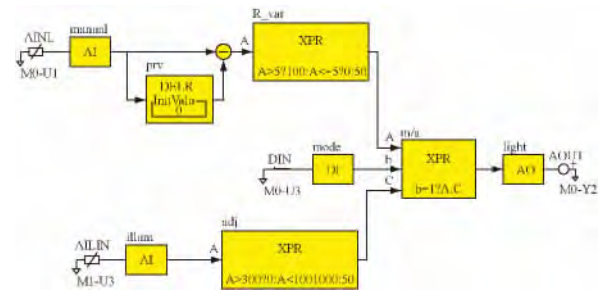 R_var
manual
AINL
AI
A
XPR
M0-U1
prv
A>5?100:A<=5?0:50
DELR
InitValu
0
A
m/a
mode
light
AOUT
DIN
DI
b
XPR
AO
M0-U3
C
b=1?A:C
M0-Y2
adj
illum
AILIN
AI
A
XPR
M1-U3
A>300?0:A<100?1000:50